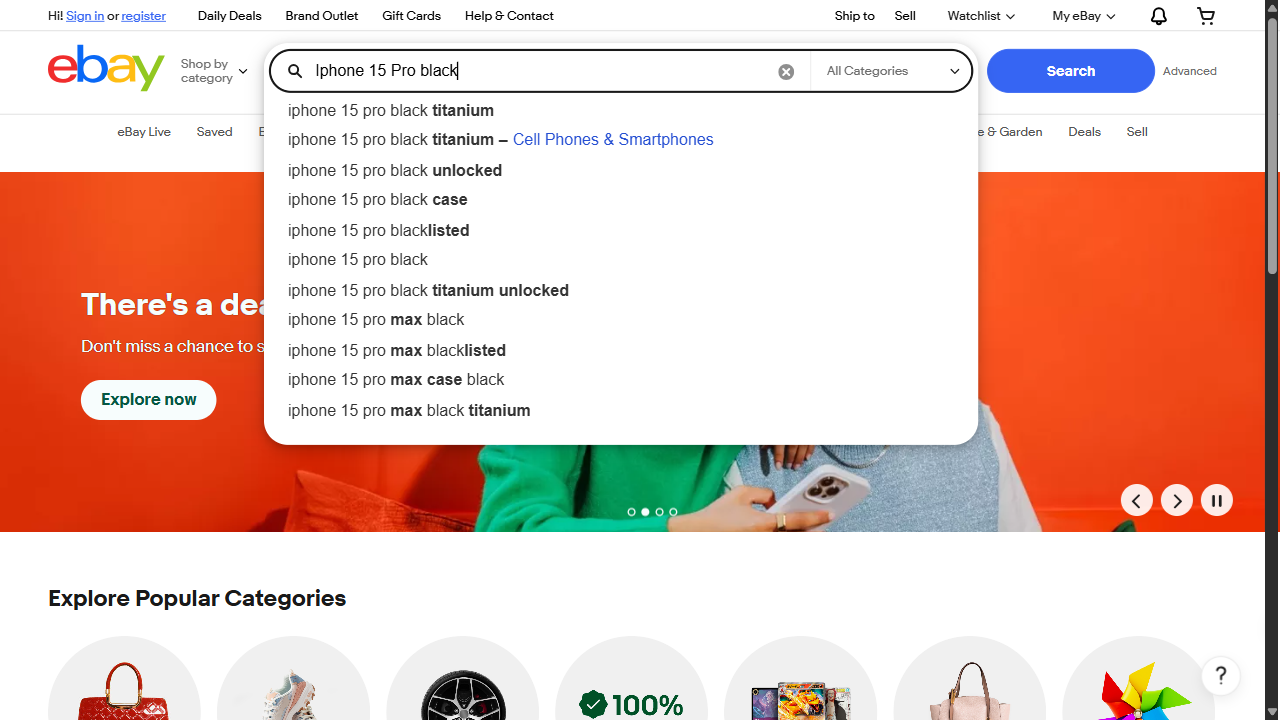 Hi! Sign in or register
Daily Deals
Brand Outlet
Gift Cards
Help & Contact
Ship to
Sell
Watchlist
My eBay
ebay
Shop by category
Iphone 15 Pro black
All Categories
Search
Advanced
iphone 15 pro black titanium
iphone 15 pro black titanium – Cell Phones & Smartphones
iphone 15 pro black unlocked
iphone 15 pro black case
iphone 15 pro blacklisted
iphone 15 pro black
iphone 15 pro black titanium unlocked
iphone 15 pro max black
iphone 15 pro max blacklisted
iphone 15 pro max case black
iphone 15 pro max black titanium
eBay Live
Saved
& Garden
Deals
Sell
There's a
Don't miss a chance to
Explore now
Explore Popular Categories
100%
?